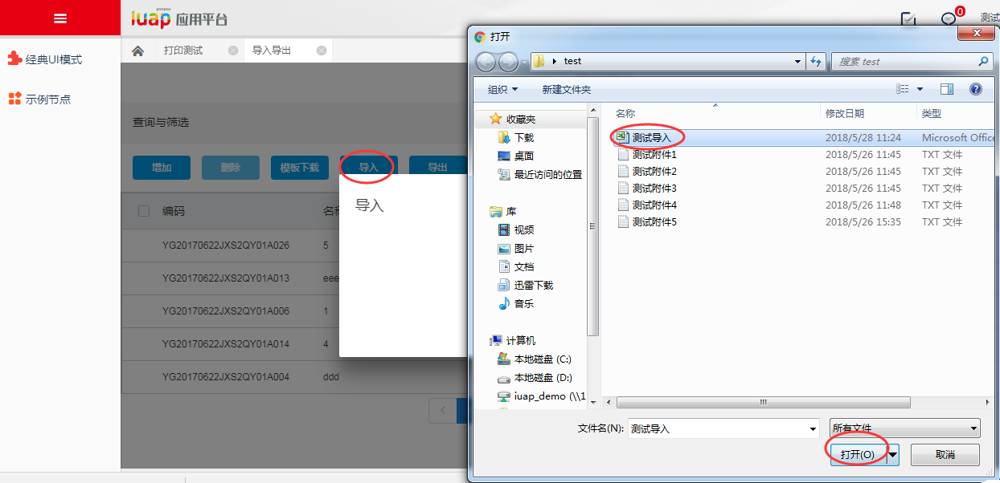 yonyou
iuap 应用平台
0
测试
经典UI模式
示例节点
打印测试
导入导出
查询与筛选
增加 删除 模板下载 导入 导出
编码
YG20170622JXS2QY01A026 5
YG20170622JXS2QY01A013 eee
YG20170622JXS2QY01A006 1
YG20170622JXS2QY01A014 4
YG20170622JXS2QY01A004 ddd
导入
打开
test
搜索 test
组织 新建文件夹
收藏夹
下载
桌面
最近访问的位置
库
视频
图片
文档
迅雷下载
音乐
计算机
本地磁盘 (C:)
本地磁盘 (D:)
iuap_demo (\\1
名称 修改日期 类型
测试导入 2018/5/28 11:24 Microsoft Office
测试附件1 2018/5/26 11:45 TXT 文件
测试附件2 2018/5/26 11:45 TXT 文件
测试附件3 2018/5/26 11:45 TXT 文件
测试附件4 2018/5/26 11:48 TXT 文件
测试附件5 2018/5/26 15:35 TXT 文件
文件名(N): 测试导入 所有文件
打开(O) 取消